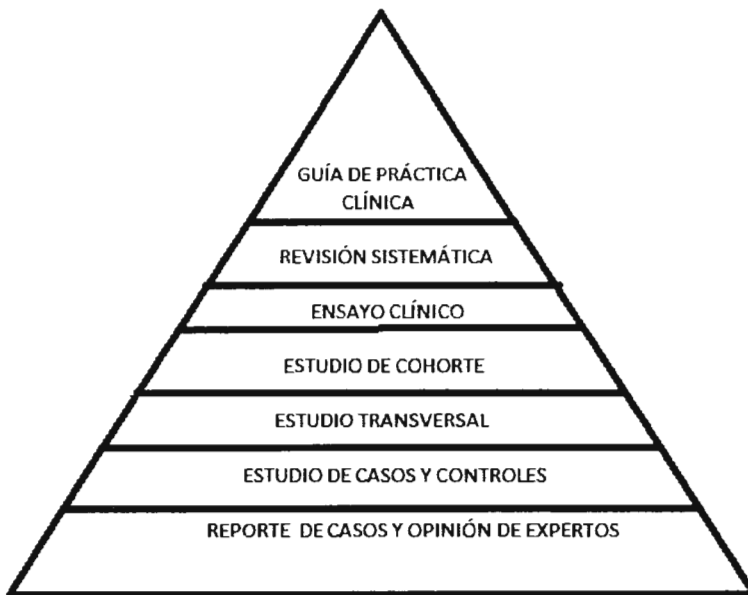 GUÍA DE PRÁCTICA
CLÍNICA
REVISIÓN SISTEMÁTICA
ENSAYO CLÍNICO
ESTUDIO DE COHORTE
ESTUDIO TRANSVERSAL
ESTUDIO DE CASOS Y CONTROLES
REPORTE DE CASOS Y OPINIÓN DE EXPERTOS